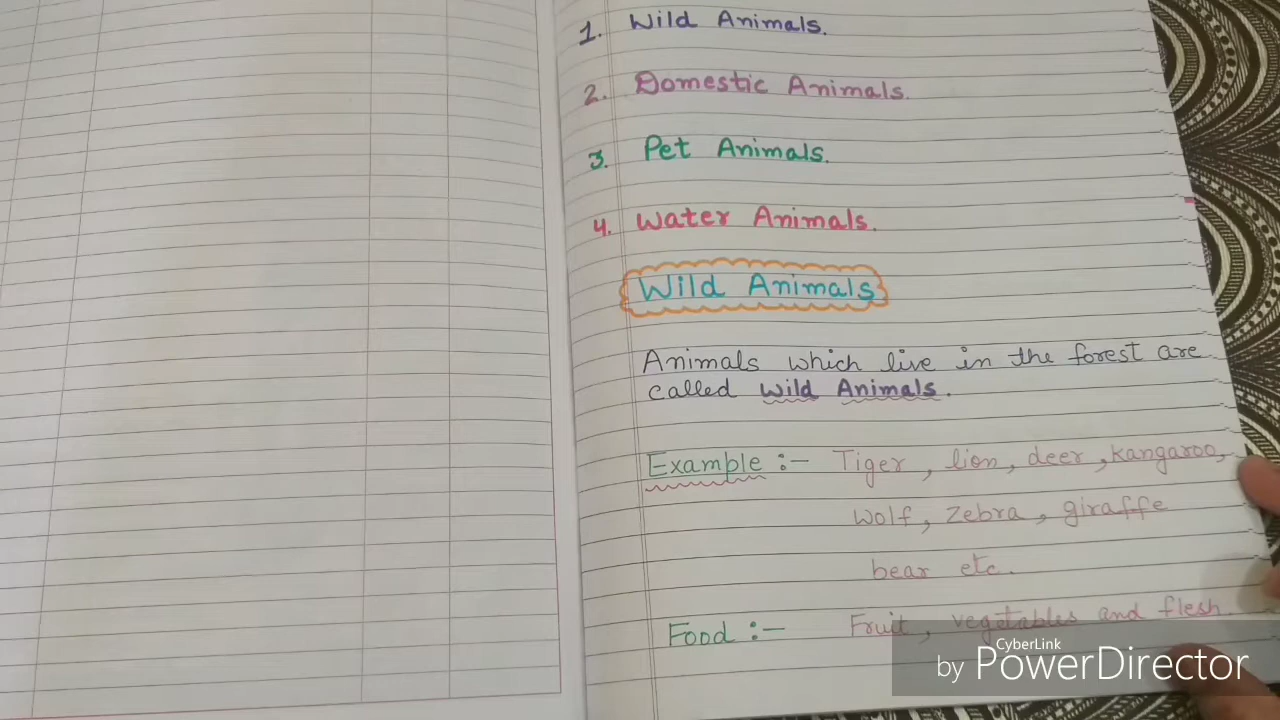 1. Wild Animals.
2. Domestic Animals.
3. Pet Animals.
4. Water Animals.
Wild Animals
Animals which live in the forest are
called Wild Animals.
Examble :- Tiger, lion, deer, kangaroo,
wolf, zebra, giraffe
bear etc.
Food :- Fruit, vegetables and flesh.
CyberLink
by PowerDirector